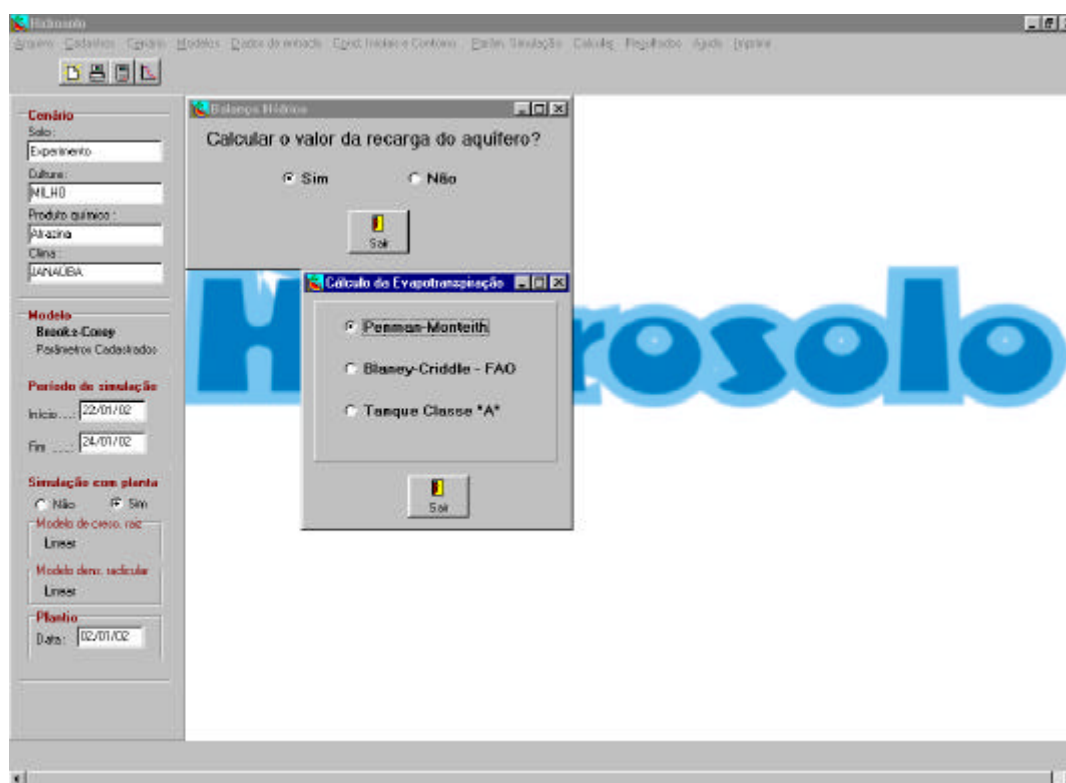 Hidrosolo
Arquivo Cadastros Cenário Modelos Dados de entrada Cond. Iniciais e Contorno Parâm. Simulação Calcular Resultados Ajuda Imprimir
Cenário
Solo :
Experimento
Cultura :
MILHO
Produto químico :
Atrazina
Clima :
JANAÚBA
Modelo
Brooks-Corey
Parâmetros Cadastrados
Período de simulação
Início....: 22/01/02
Fim ......: 24/01/02
Simulação com planta
Não Sim
Modelo de cresc. raiz
Linear
Modelo dens. radicular
Linear
Plantio
Data : 02/01/02
Balanço Hídrico
Calcular o valor da recarga do aquífero?
Sim Não
Sair
Cálculo da Evapotranspiração
Penman-Monteith
Blaney-Criddle - FAO
Tanque Classe "A"
Sair
H rosolo